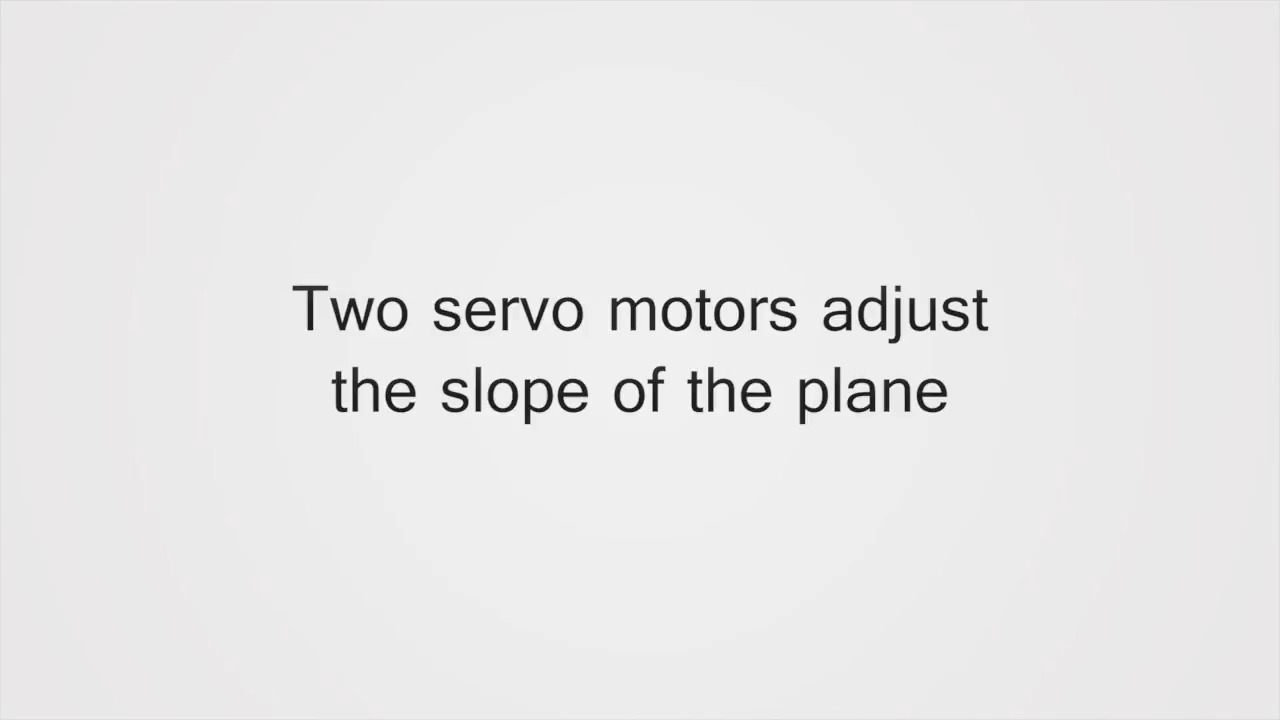 Two servo motors adjust
the slope of the plane